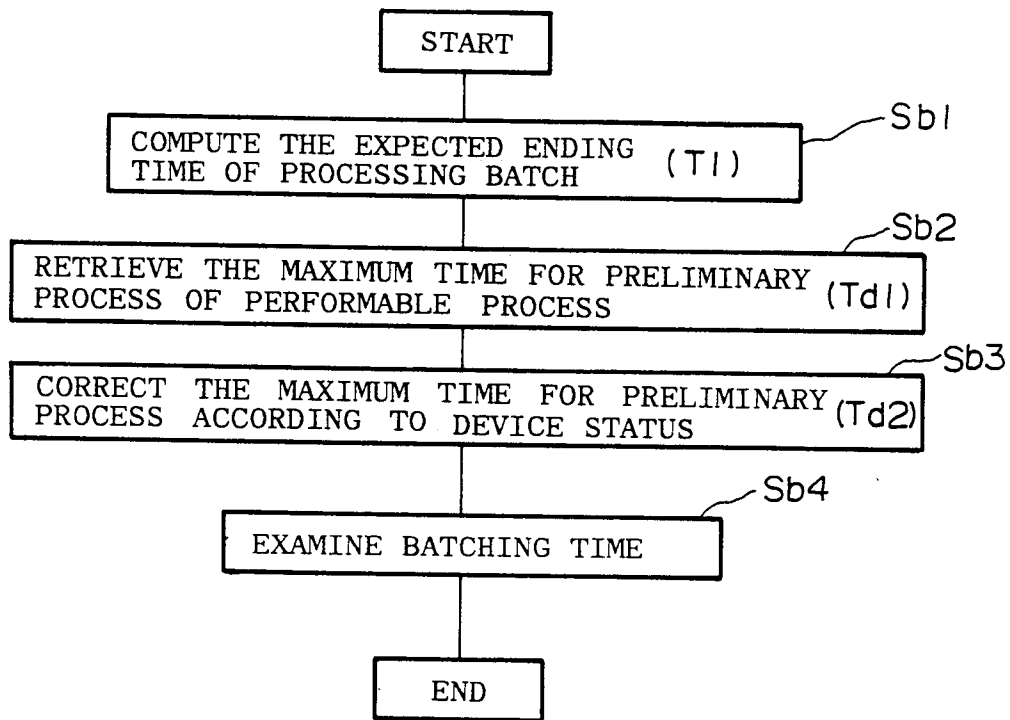 START
Sb1
COMPUTE THE EXPECTED ENDING
TIME OF PROCESSING BATCH (T1)
Sb2
RETRIEVE THE MAXIMUM TIME FOR PRELIMINARY
PROCESS OF PERFORMABLE PROCESS (Td1)
Sb3
CORRECT THE MAXIMUM TIME FOR PRELIMINARY
PROCESS ACCORDING TO DEVICE STATUS (Td2)
Sb4
EXAMINE BATCHING TIME
END